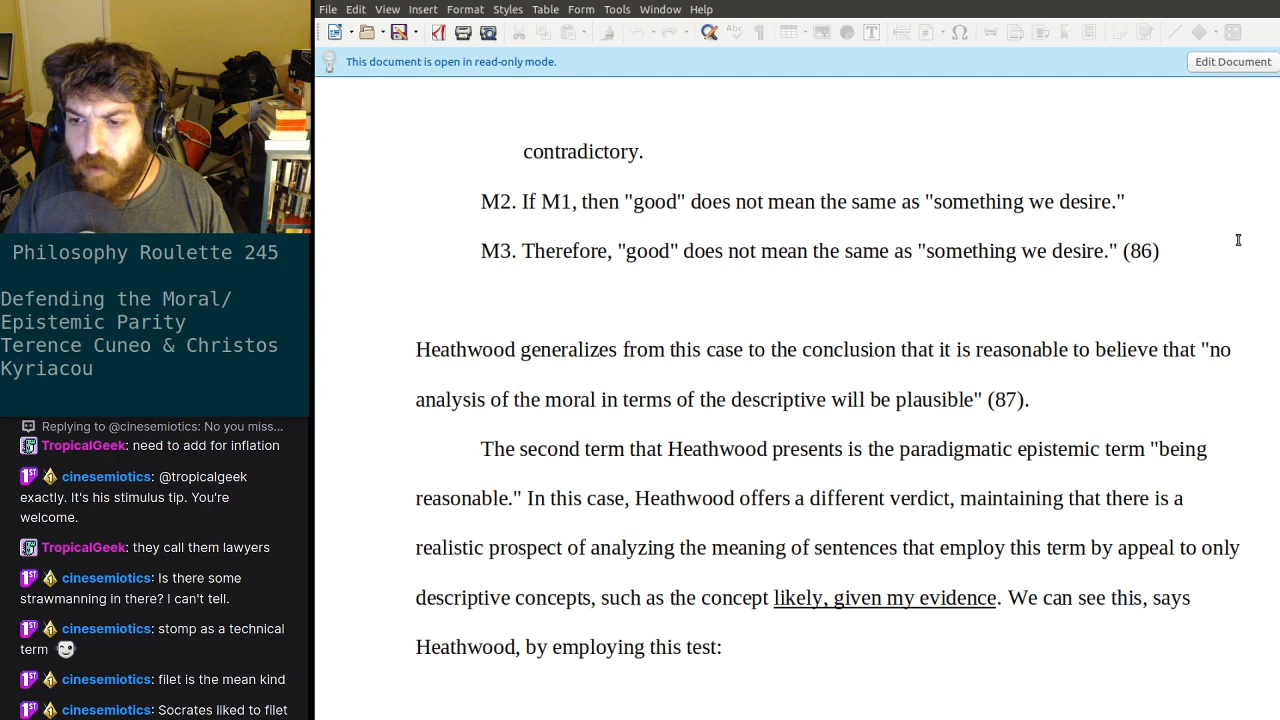 File Edit View Insert Format Styles Table Form Tools Window Help
This document is open in read-only mode.
Edit Document
contradictory.
M2. If M1, then "good" does not mean the same as "something we desire."
M3. Therefore, "good" does not mean the same as "something we desire." (86)
Heathwood generalizes from this case to the conclusion that it is reasonable to believe that "no
analysis of the moral in terms of the descriptive will be plausible" (87).
The second term that Heathwood presents is the paradigmatic epistemic term "being
reasonable." In this case, Heathwood offers a different verdict, maintaining that there is a
realistic prospect of analyzing the meaning of sentences that employ this term by appeal to only
descriptive concepts, such as the concept likely, given my evidence. We can see this, says
Heathwood, by employing this test:
Philosophy Roulette 245
Defending the Moral/
Epistemic Parity
Terence Cuneo & Christos
Kyriacou
Replying to @cinesemiotics: No you miss...
TropicalGeek: need to add for inflation
1ST cinesemiotics: @tropicalgeek
exactly. It's his stimulus tip. You're
welcome.
TropicalGeek: they call them lawyers
1ST cinesemiotics: Is there some
strawmanning in there? I can't tell.
1ST cinesemiotics: stomp as a technical
term
1ST cinesemiotics: filet is the mean kind
1ST cinesemiotics: Socrates liked to filet